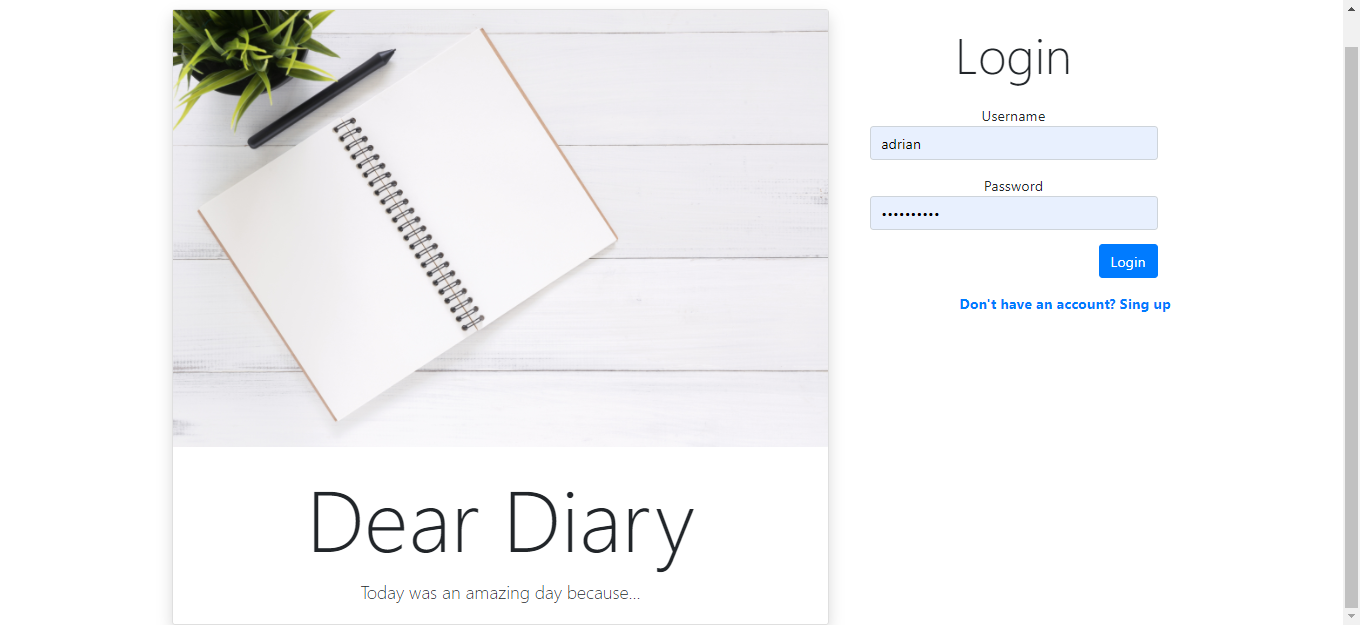 Login
Username
adrian
Password
••••••••••
Login
Don't have an account? Sing up
Dear Diary
Today was an amazing day because...